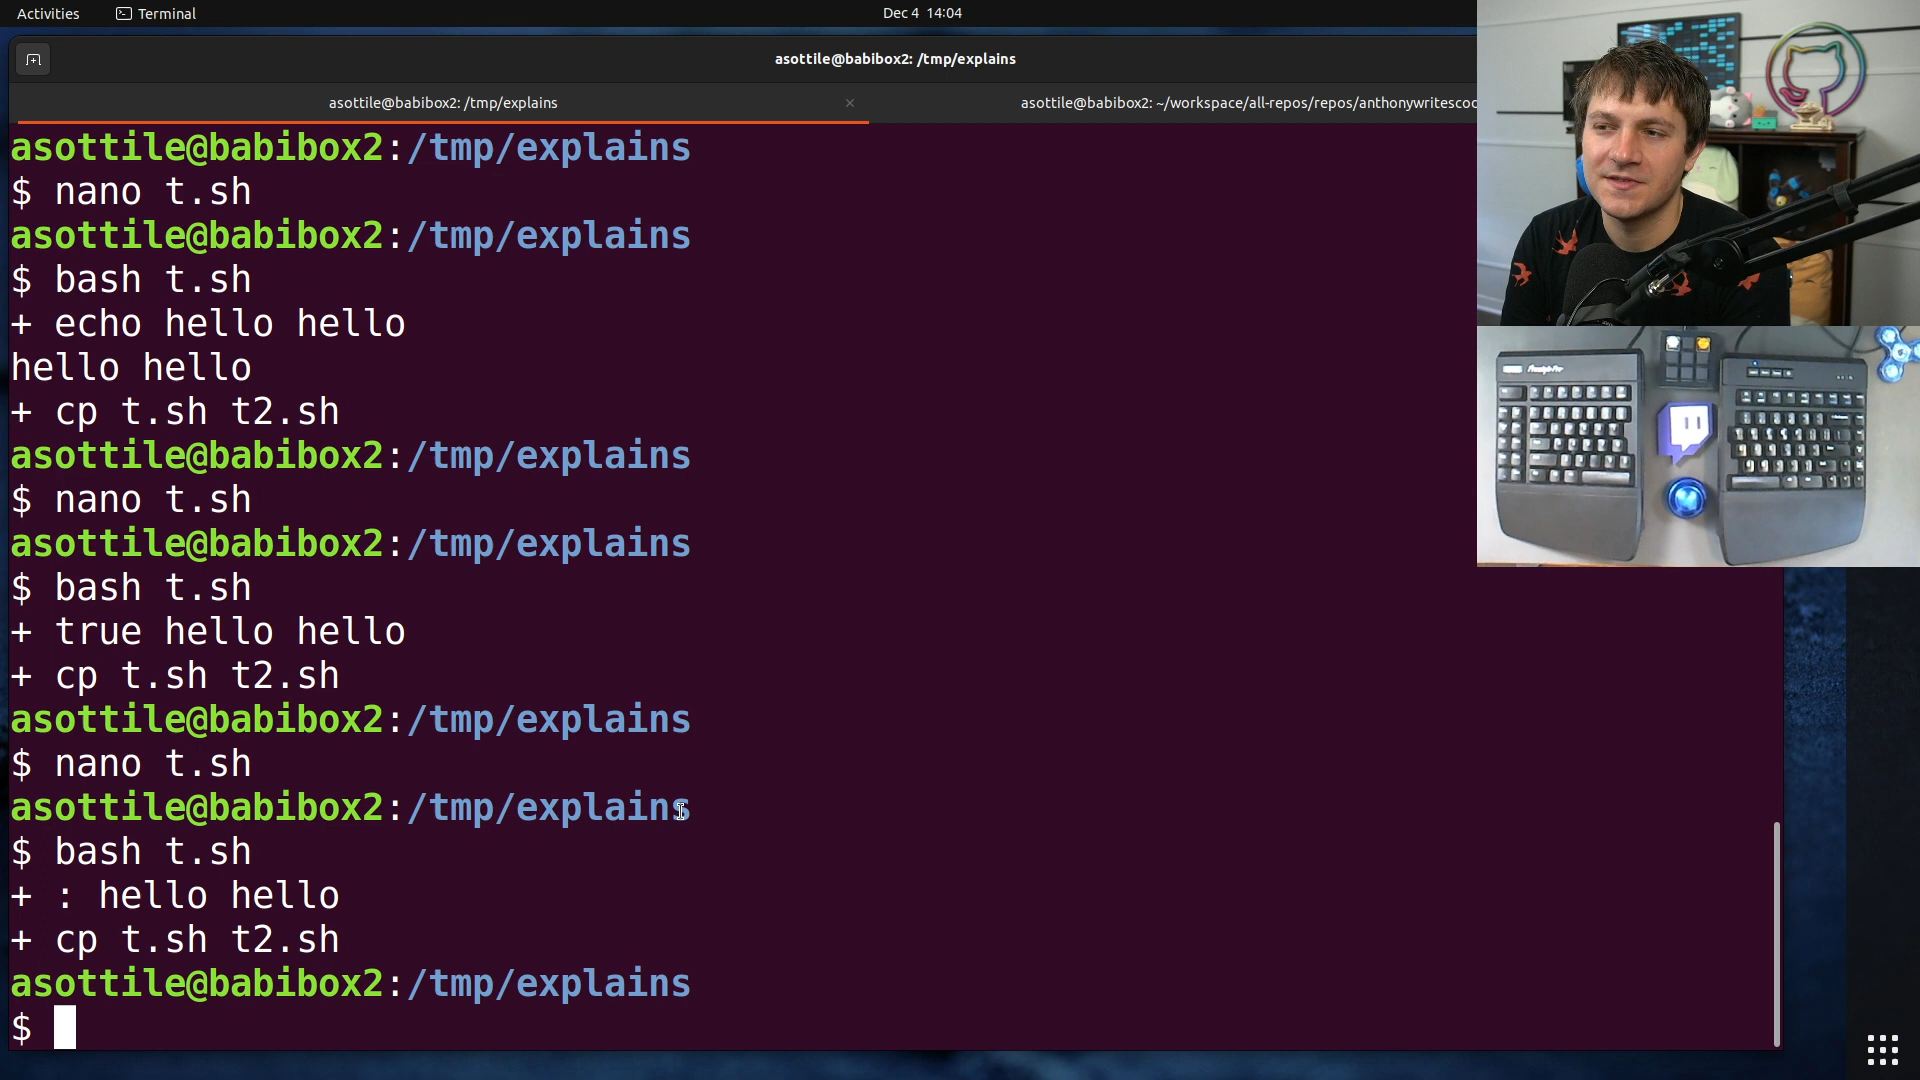 Activities
Terminal
Dec 4 14:04
asottile@babibox2: /tmp/explains
asottile@babibox2: /tmp/explains
asottile@babibox2: ~/workspace/all-repos/repos/anthonywritescod
asottile@babibox2:/tmp/explains
$ nano t.sh
asottile@babibox2:/tmp/explains
$ bash t.sh
+ echo hello hello
hello hello
+ cp t.sh t2.sh
asottile@babibox2:/tmp/explains
$ nano t.sh
asottile@babibox2:/tmp/explains
$ bash t.sh
+ true hello hello
+ cp t.sh t2.sh
asottile@babibox2:/tmp/explains
$ nano t.sh
asottile@babibox2:/tmp/explains
$ bash t.sh
+ : hello hello
+ cp t.sh t2.sh
asottile@babibox2:/tmp/explains
$